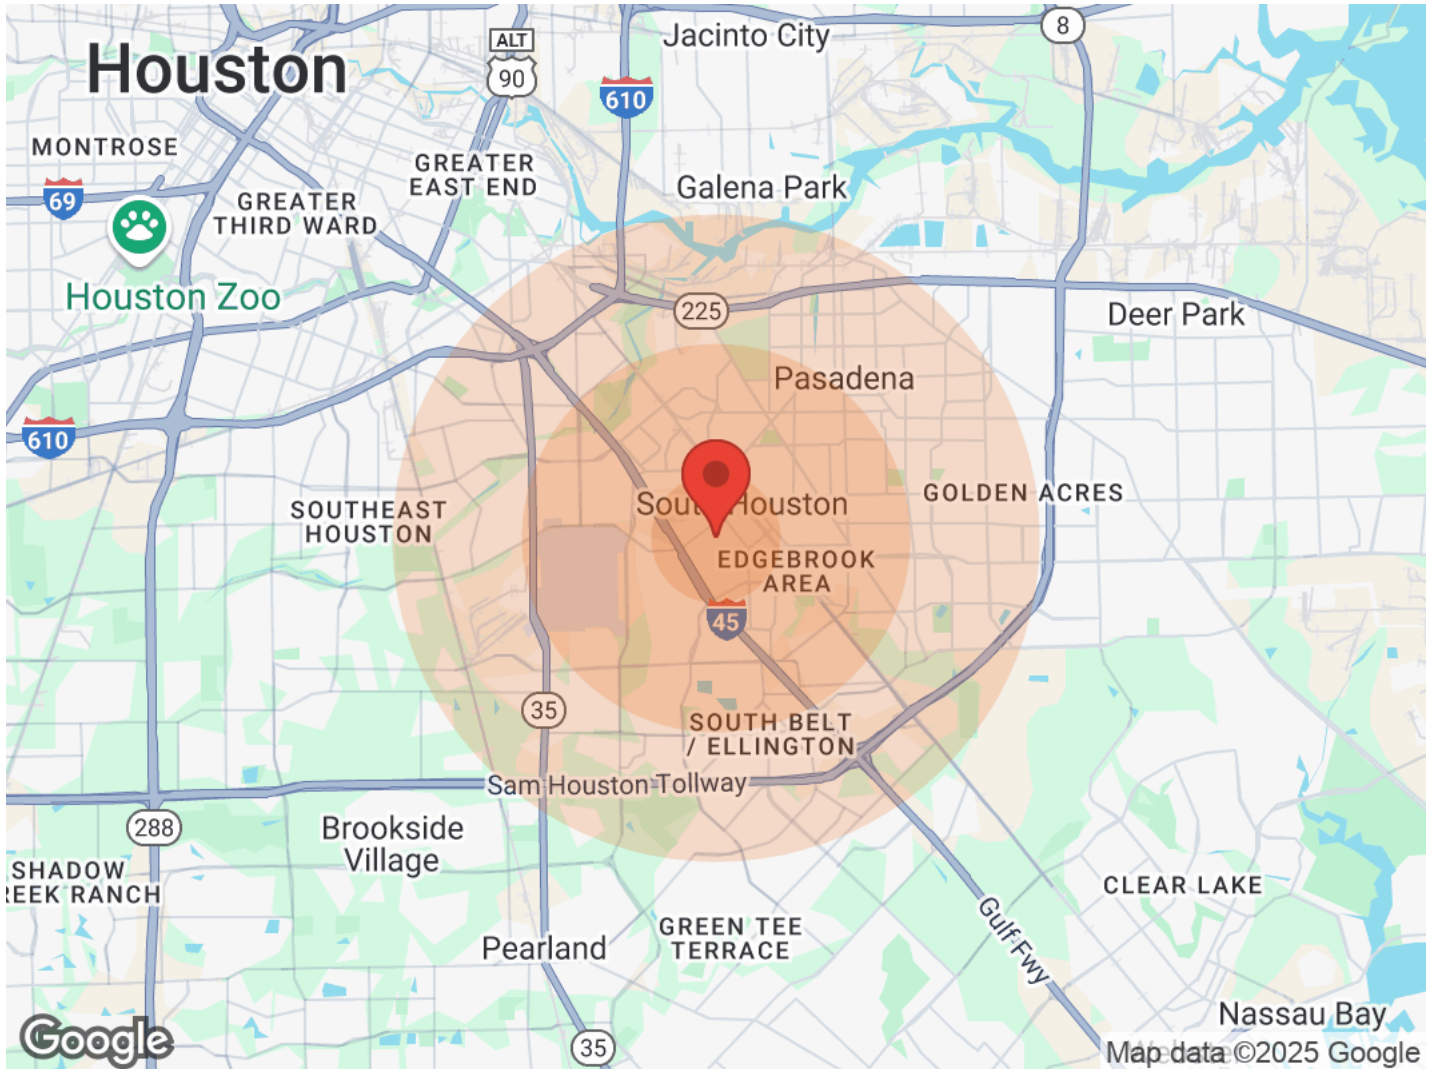 Jacinto City
8
ALT
90
Houston
610
MONTROSE
GREATER
EAST END
Galena Park
69
GREATER
THIRD WARD
Houston Zoo
225
Deer Park
Pasadena
610
SOUTHEAST
HOUSTON
South Houston
GOLDEN ACRES
EDGEBROOK
AREA
45
35
SOUTH BELT
/ ELLINGTON
Sam Houston Tollway
288
Brookside
Village
SHADOW
REEK RANCH
CLEAR LAKE
GREEN TEE
TERRACE
Pearland
Gulf Fwy
Nassau Bay
Google
35
Map data ©2025 Google